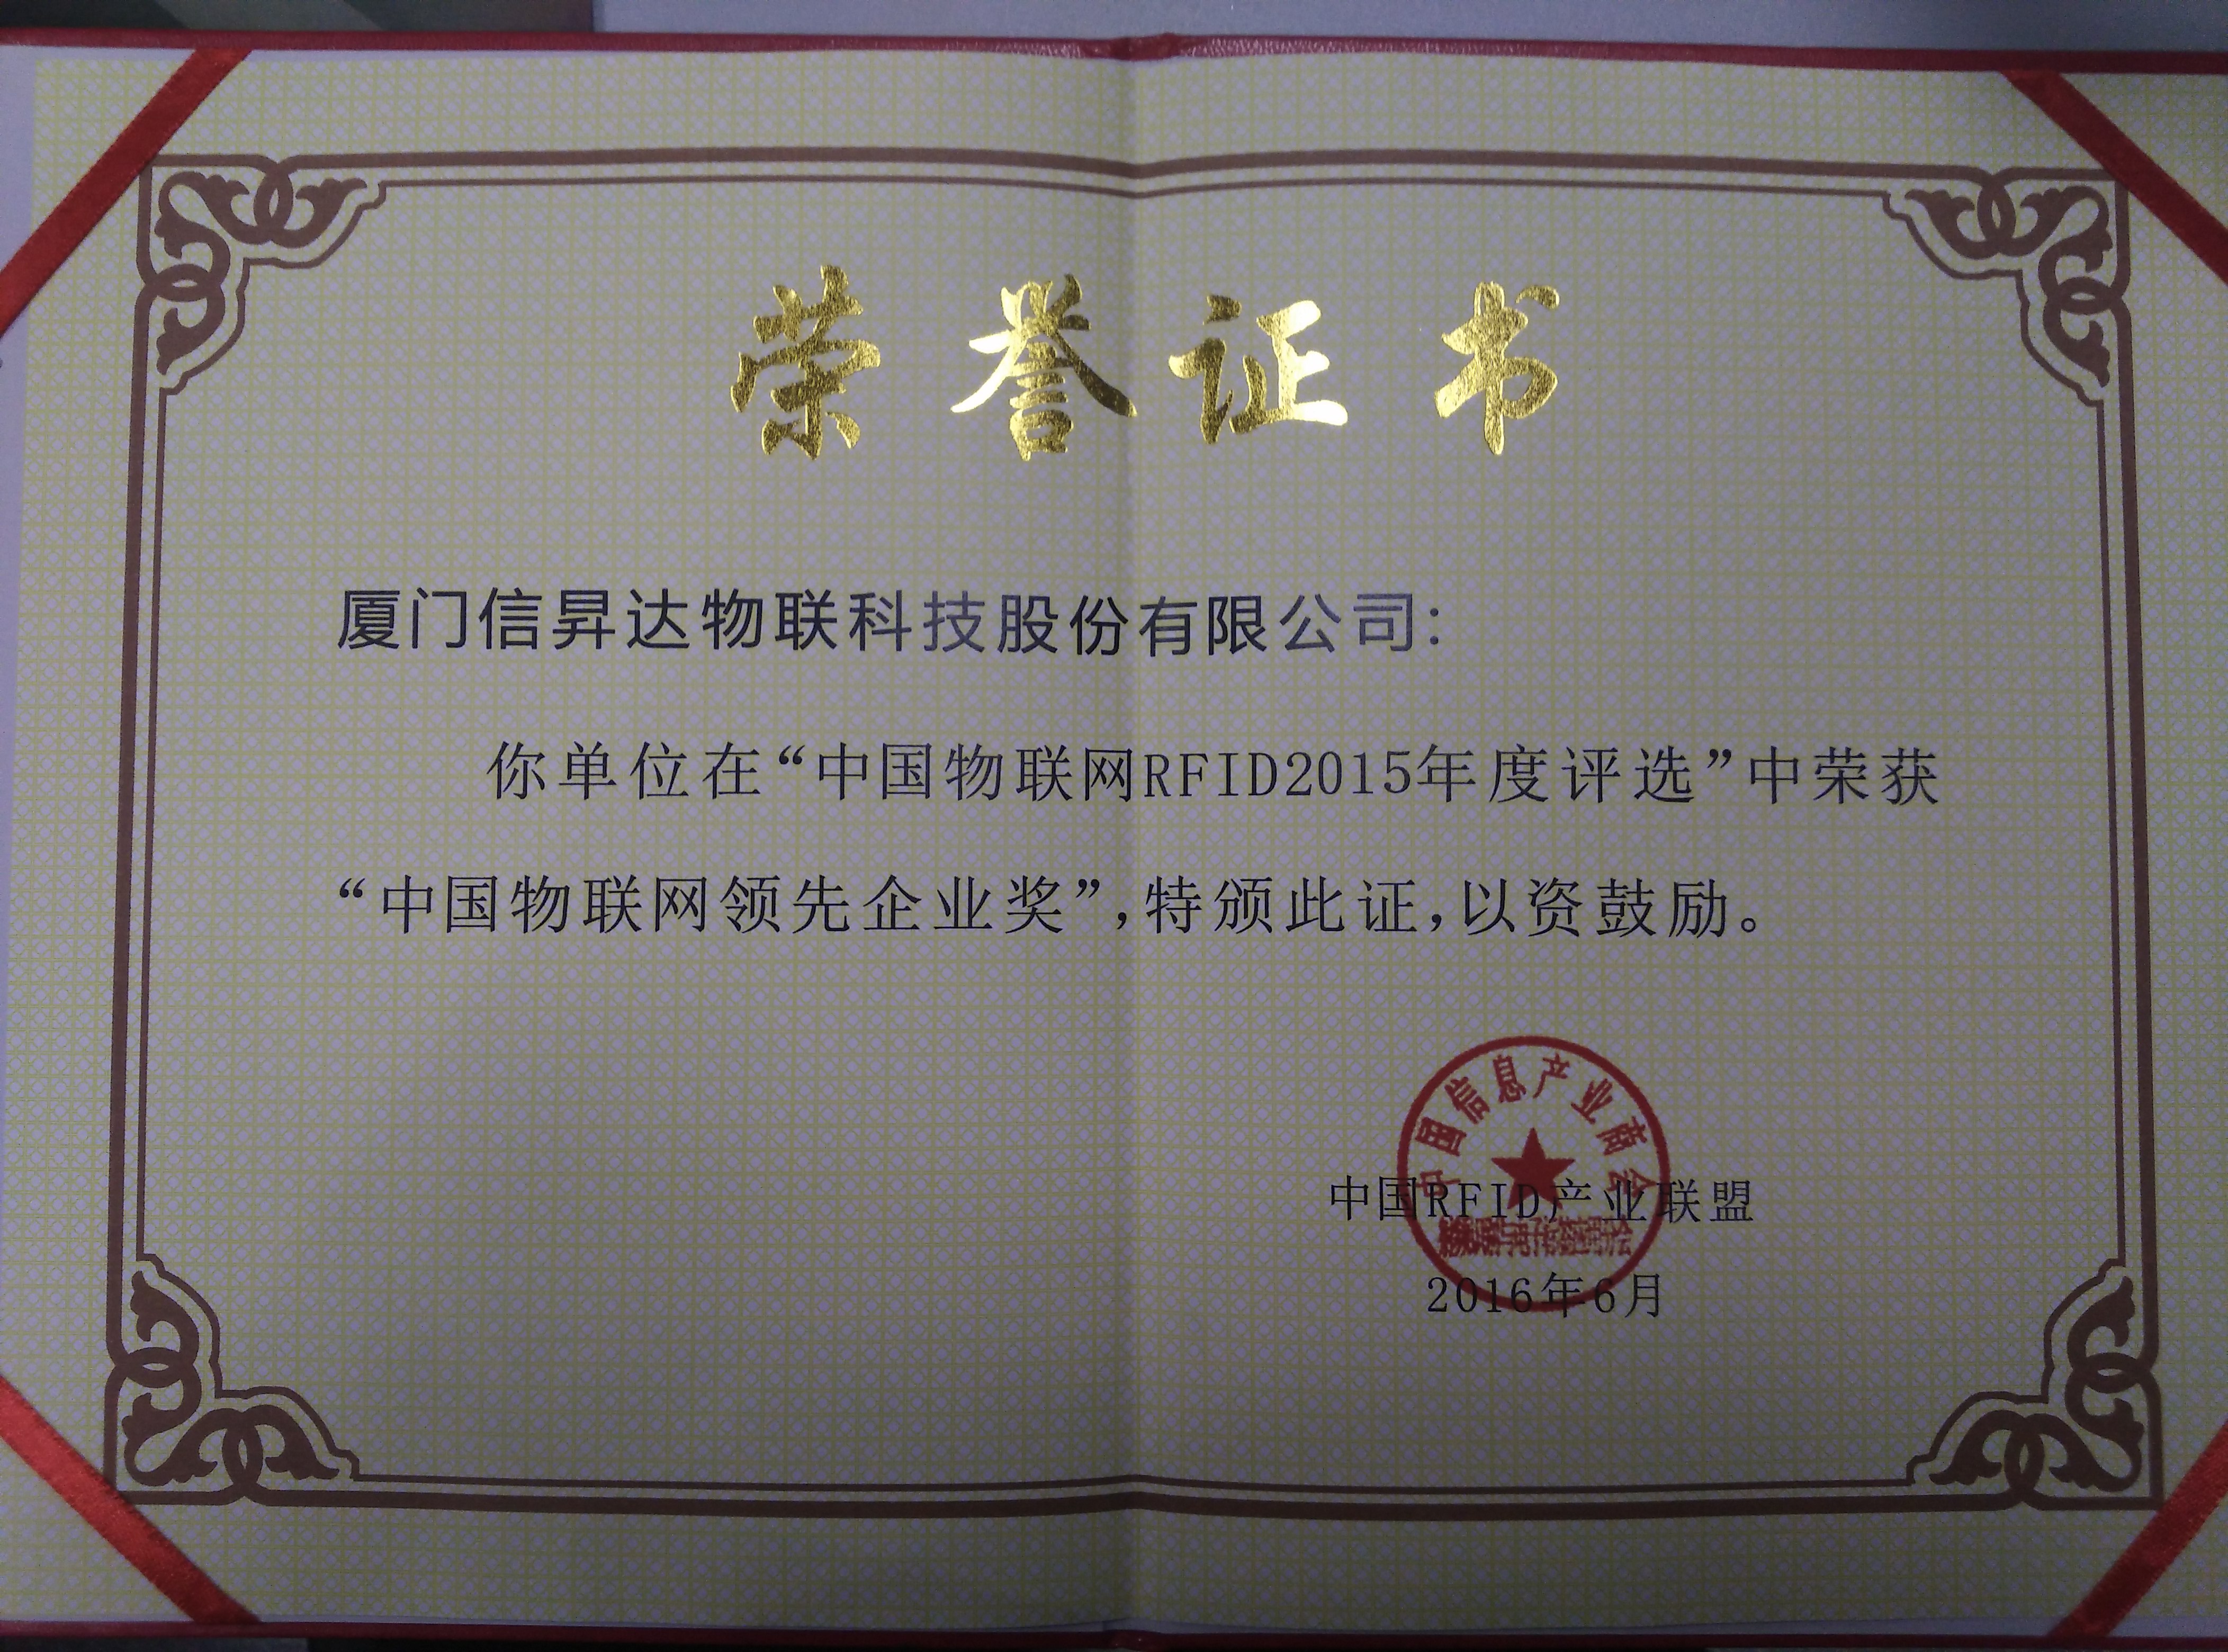 荣誉证书
厦门信昇达物联科技股份有限公司:
你单位在“中国物联网RFID2015年度评选”中荣获
“中国物联网领先企业奖”,特颁此证,以资鼓励。
中国信息产业商会
中国RFID产业联盟
2016年6月